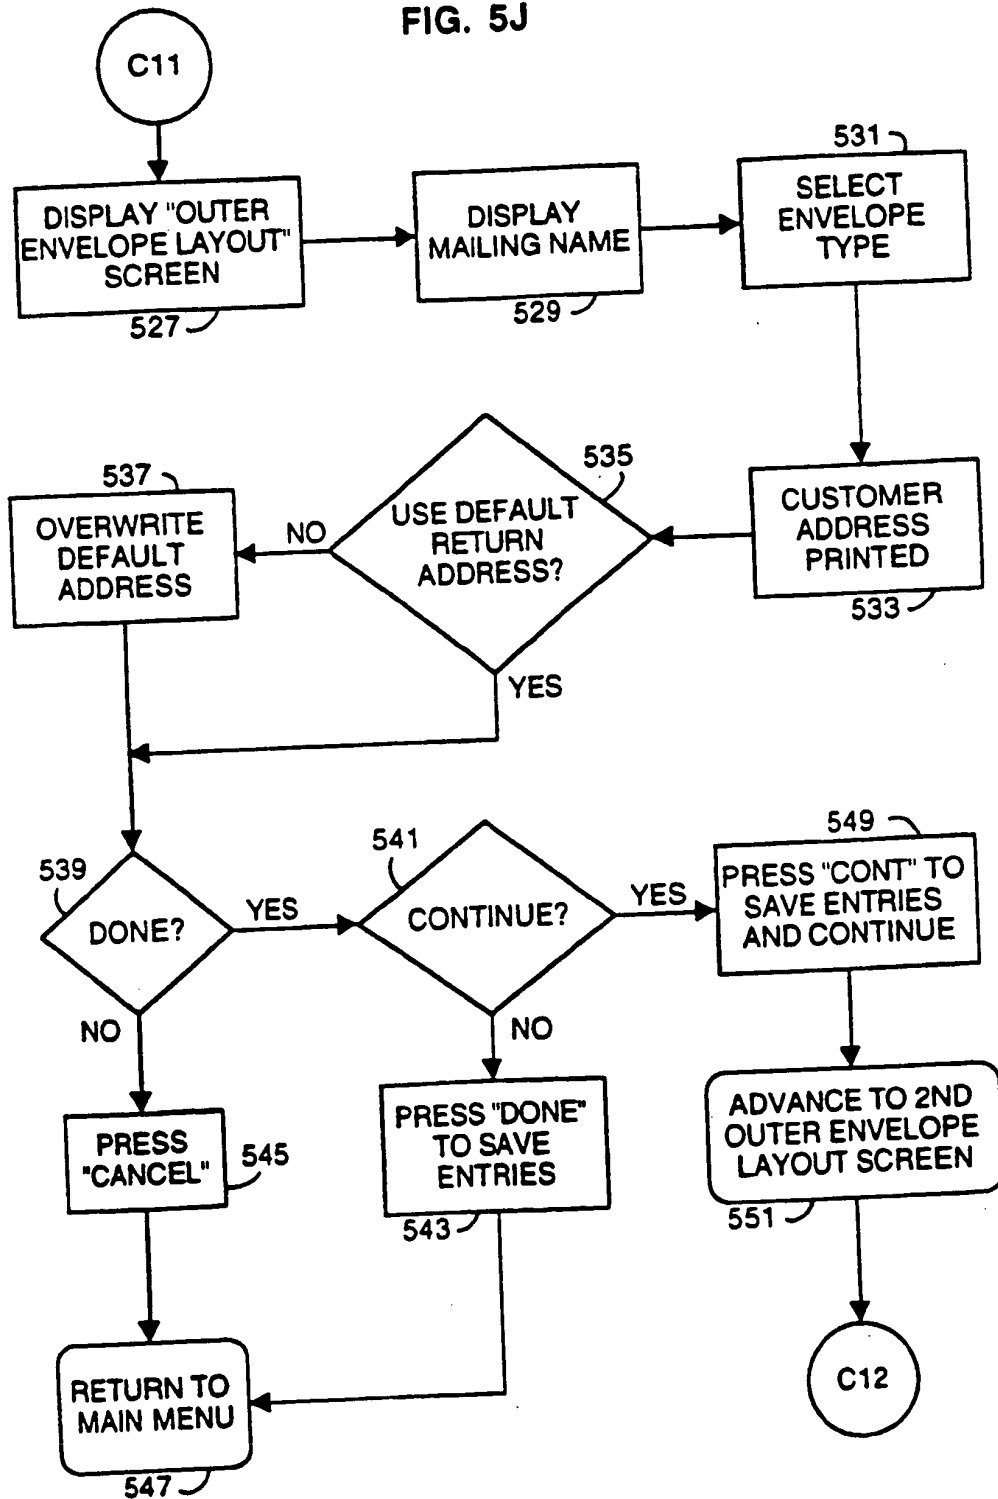 FIG. 5J
C11
DISPLAY "OUTER
ENVELOPE LAYOUT"
SCREEN
527
DISPLAY
MAILING NAME
529
531
SELECT
ENVELOPE
TYPE
537
OVERWRITE
DEFAULT
ADDRESS
NO
535
USE DEFAULT
RETURN
ADDRESS?
YES
CUSTOMER
ADDRESS
PRINTED
533
539
DONE?
YES
NO
541
CONTINUE?
YES
NO
549
PRESS "CONT" TO
SAVE ENTRIES
AND CONTINUE
PRESS
"CANCEL"
545
PRESS "DONE"
TO SAVE
ENTRIES
543
ADVANCE TO 2ND
OUTER ENVELOPE
LAYOUT SCREEN
551
RETURN TO
MAIN MENU
547
C12